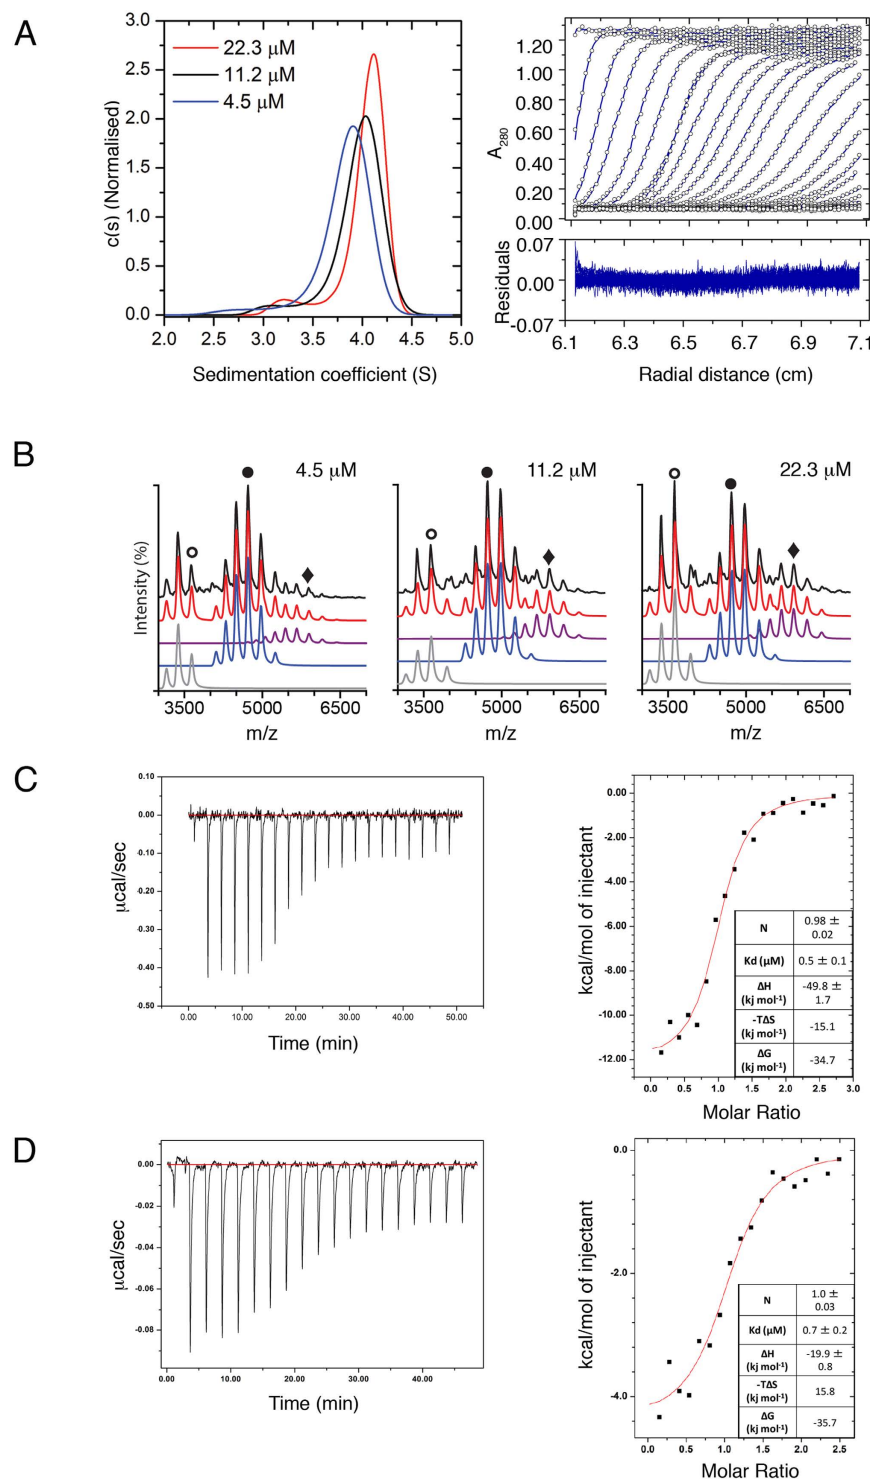 A
22.3 μM
11.2 μM
4.5 μM
c(s) (Normalised)
3.0
2.5
2.0
1.5
1.0
0.5
0.0
2.0 2.5 3.0 3.5 4.0 4.5 5.0
Sedimentation coefficient (S)
A280
1.20
1.00
0.80
0.60
0.40
0.20
0.00
Residuals
0.07
0.00
-0.07
6.1 6.3 6.5 6.7 6.9 7.1
Radial distance (cm)
B
4.5 μM
11.2 μM
22.3 μM
Intensity (%)
3500 5000 6500
3500 5000 6500
3500 5000 6500
m/z
m/z
m/z
C
μcal/sec
0.10
0.00
-0.10
-0.20
-0.30
-0.40
-0.50
0.00 10.00 20.00 30.00 40.00 50.00
Time (min)
kcal/mol of injectant
0.00
-2.00
-4.00
-6.00
-8.00
-10.00
-12.00
N 0.98 ± 0.02
Kd (μM) 0.5 ± 0.1
ΔH (kj mol-1) -49.8 ± 1.7
-TΔS (kj mol-1) -15.1
ΔG (kj mol-1) -34.7
0.0 0.5 1.0 1.5 2.0 2.5 3.0
Molar Ratio
D
μcal/sec
0.00
-0.02
-0.04
-0.06
-0.08
0.00 10.00 20.00 30.00 40.00
Time (min)
kcal/mol of injectant
0.0
-2.0
-4.0
N 1.0 ± 0.03
Kd (μM) 0.7 ± 0.2
ΔH (kj mol-1) -19.9 ± 0.8
-TΔS (kj mol-1) 15.8
ΔG (kj mol-1) -35.7
0.0 0.5 1.0 1.5 2.0 2.5
Molar Ratio